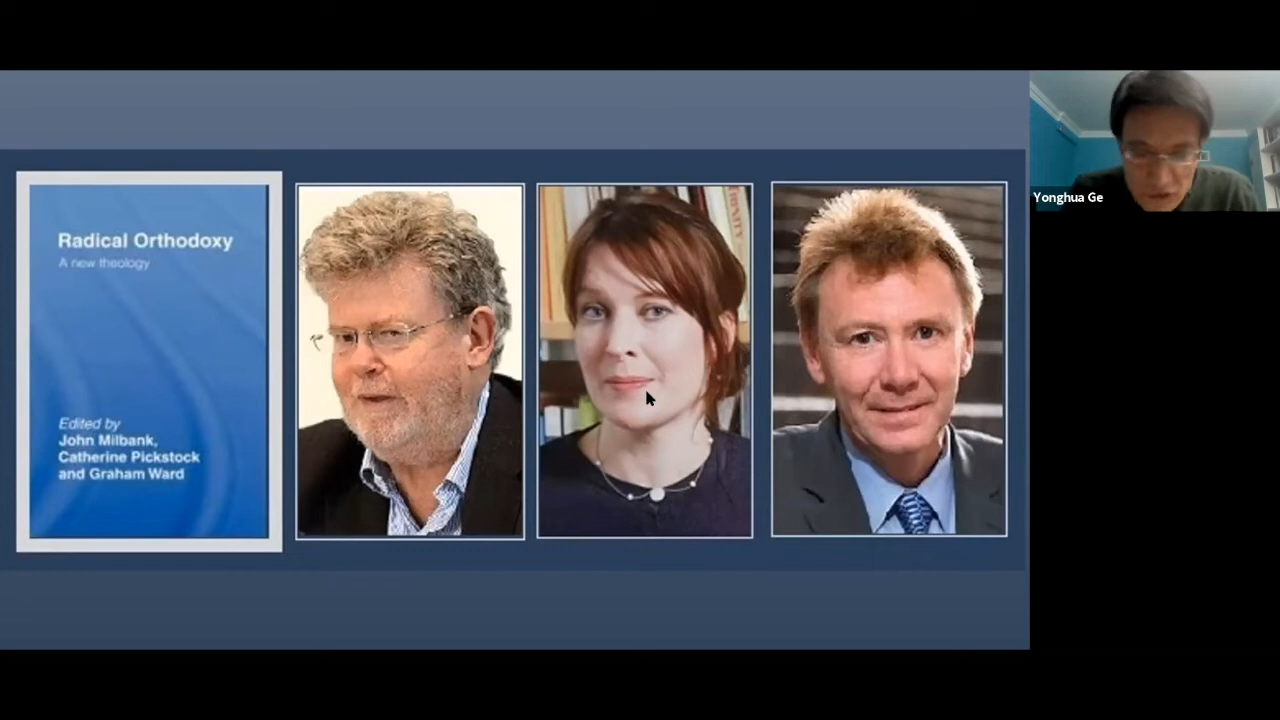 Radical Orthodoxy
A new theology
Edited by
John Milbank,
Catherine Pickstock
and Graham Ward
Yonghua Ge